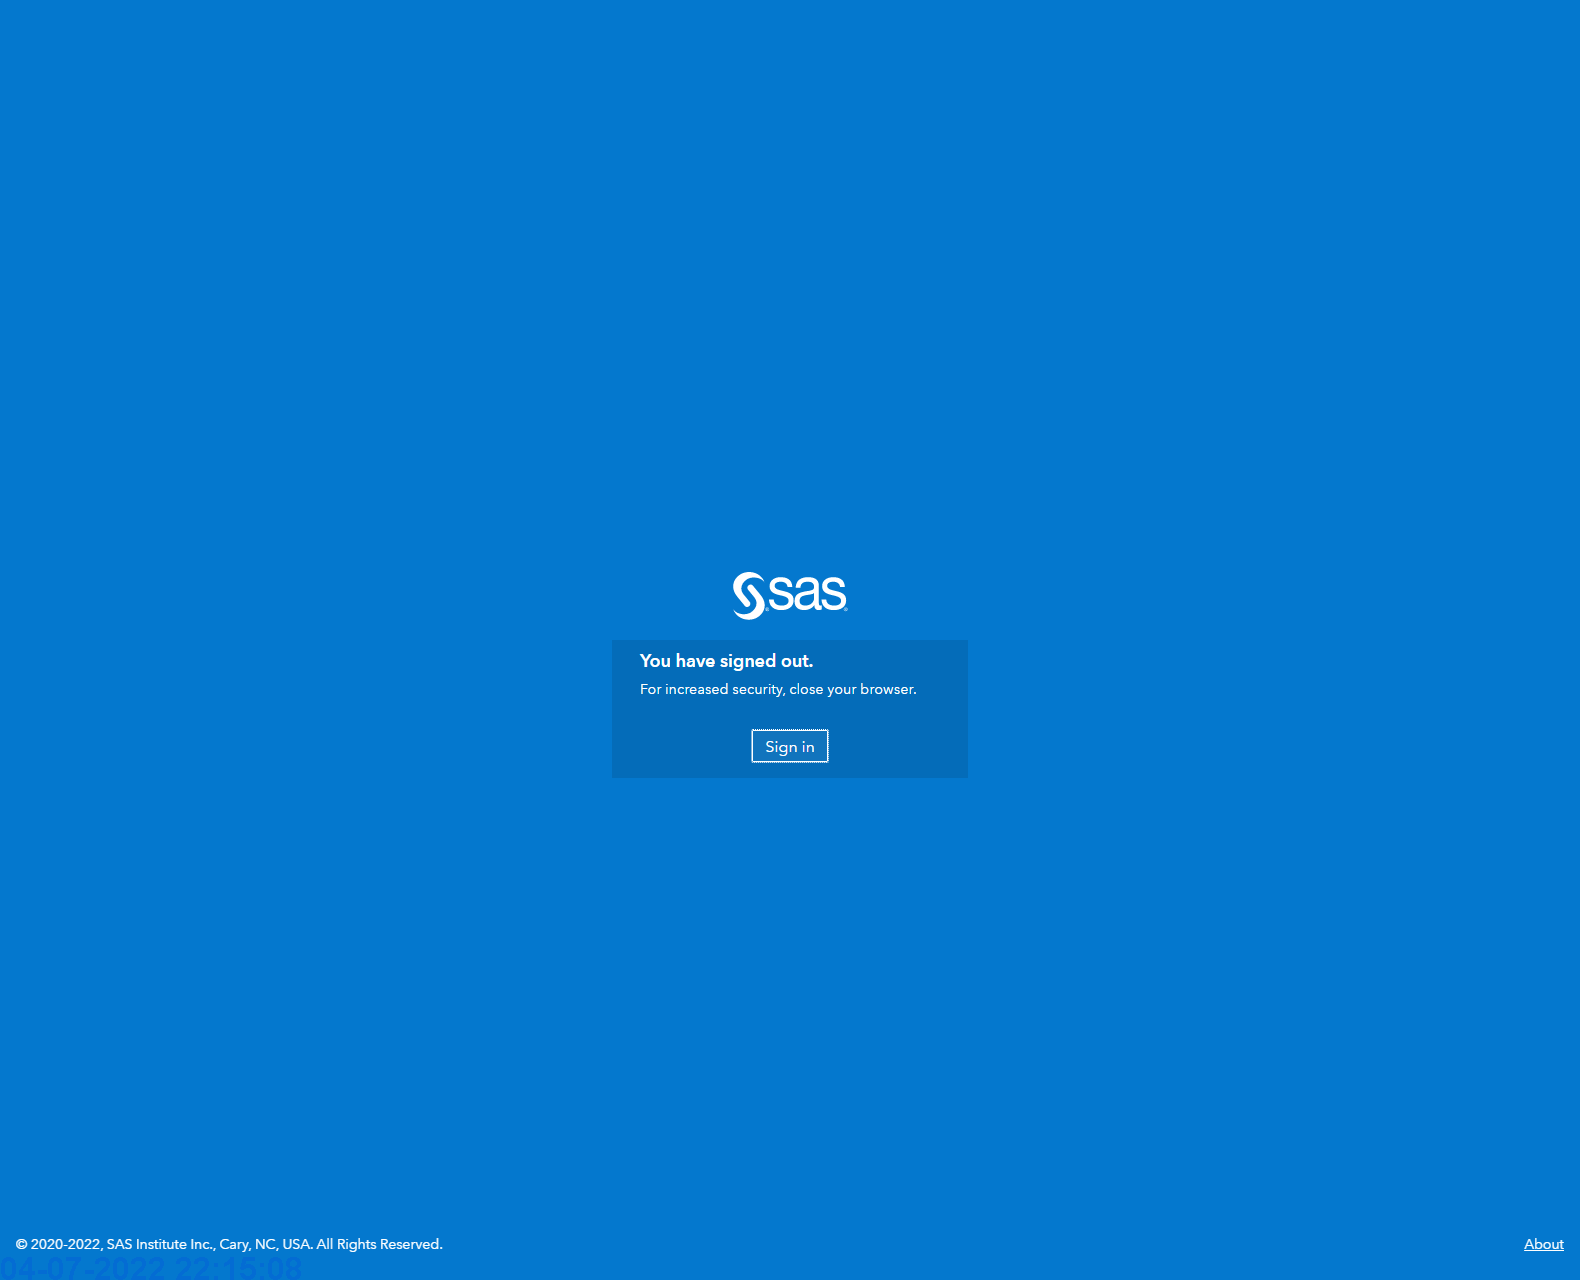 sas
You have signed out.
For increased security, close your browser.
Sign in
© 2020-2022, SAS Institute Inc., Cary, NC, USA. All Rights Reserved.
About
04-07-2022 22:15:08